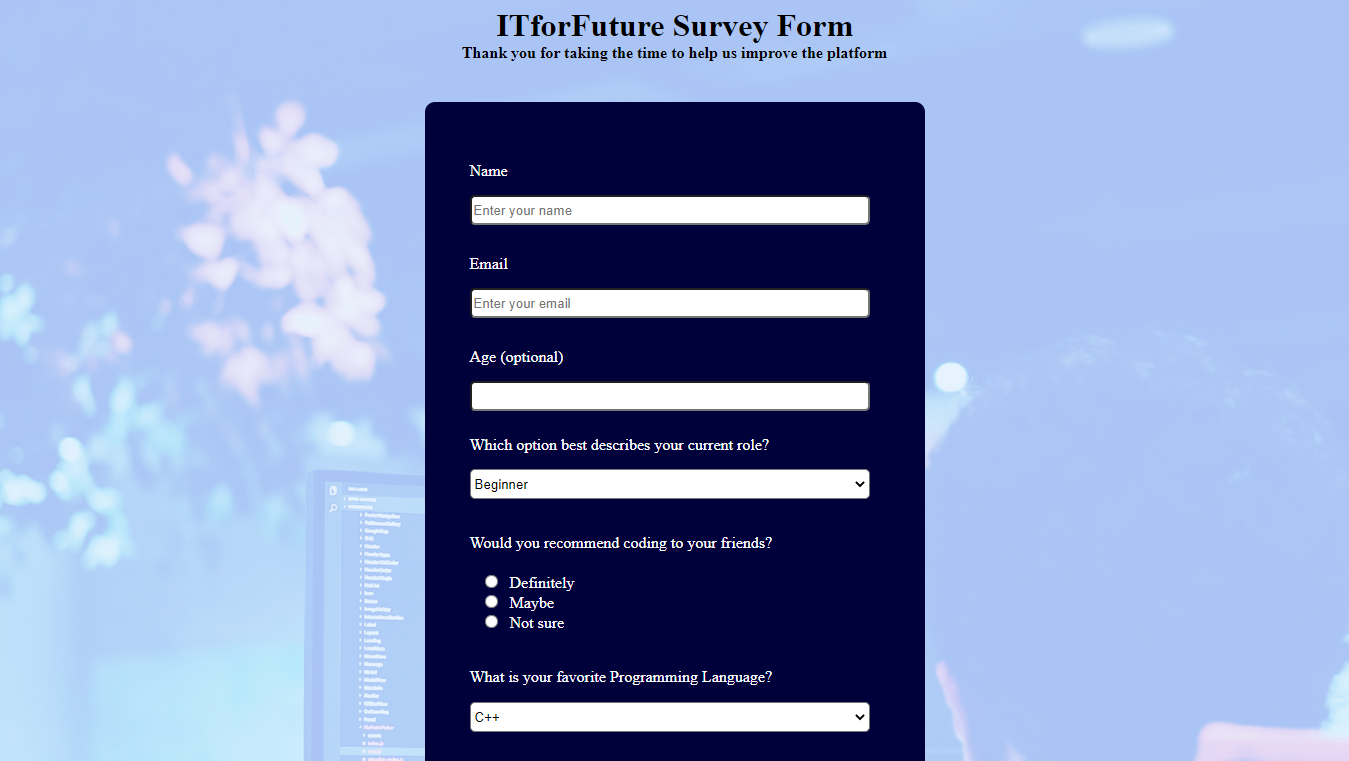 ITforFuture Survey Form
Thank you for taking the time to help us improve the platform
Name
Enter your name
Email
Enter your email
Age (optional)
Which option best describes your current role?
Beginner
Would you recommend coding to your friends?
Definitely
Maybe
Not sure
What is your favorite Programming Language?
C++